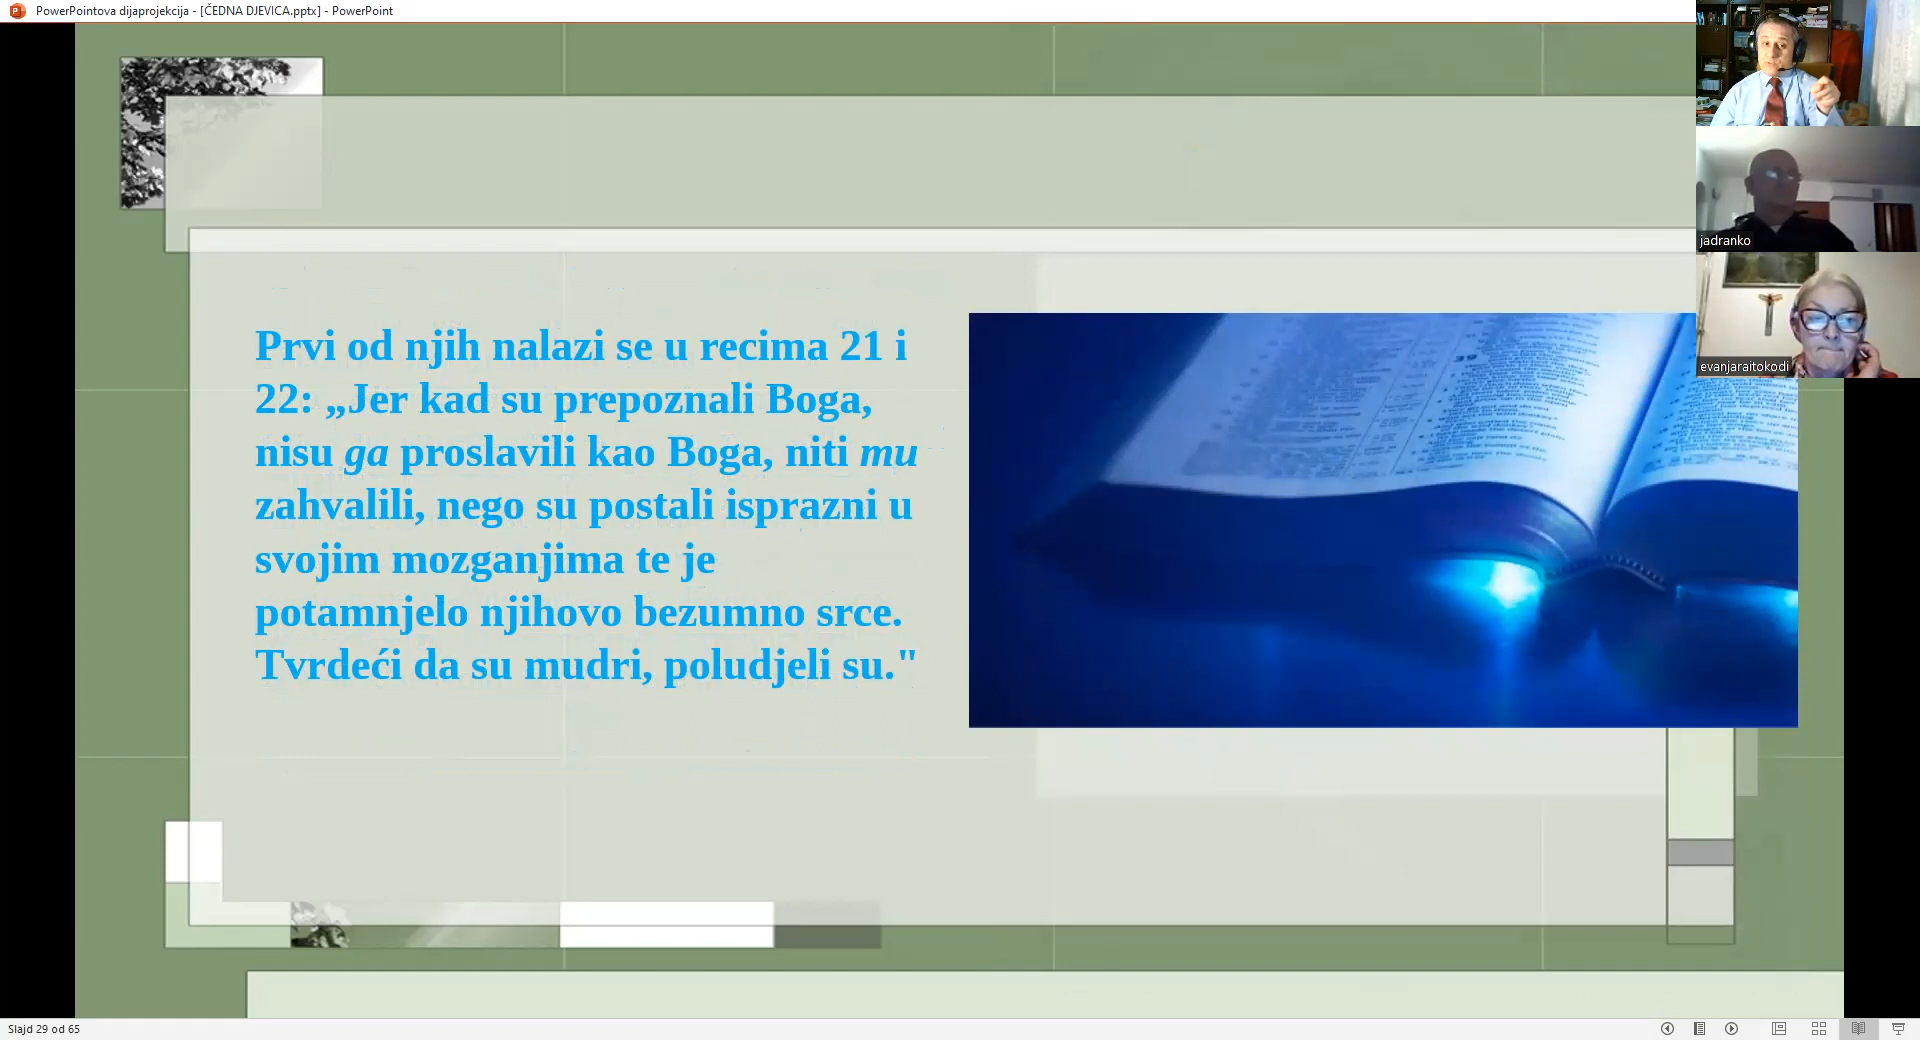 PowerPointova dijaprojekcija - [ČEDNA DJEVICA.pptx] - PowerPoint
Prvi od njih nalazi se u recima 21 i
22: „Jer kad su prepoznali Boga,
nisu ga proslavili kao Boga, niti mu
zahvalili, nego su postali isprazni u
svojim mozganjima te je
potamnjelo njihovo bezumno srce.
Tvrdeći da su mudri, poludjeli su."
39
jadranko
evanjaraitokodi
Slajd 29 od 65